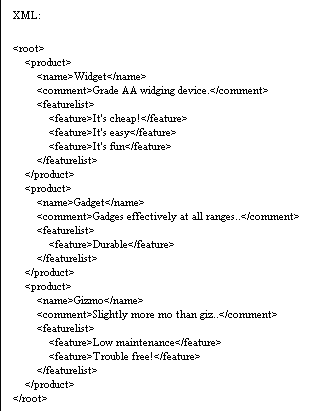 XML:
<root>
<product>
<name>Widget</name>
<comment>Grade AA widging device.</comment>
<featurelist>
<feature>It's cheap!</feature>
<feature>It's easy</feature>
<feature>It's fun</feature>
</featurelist>
</product>
<product>
<name>Gadget</name>
<comment>Gadges effectively at all ranges..</comment>
<featurelist>
<feature>Durable</feature>
</featurelist>
</product>
<product>
<name>Gizmo</name>
<comment>Slightly more mo than giz..</comment>
<featurelist>
<feature>Low maintenance</feature>
<feature>Trouble free!</feature>
</featurelist>
</product>
</root>